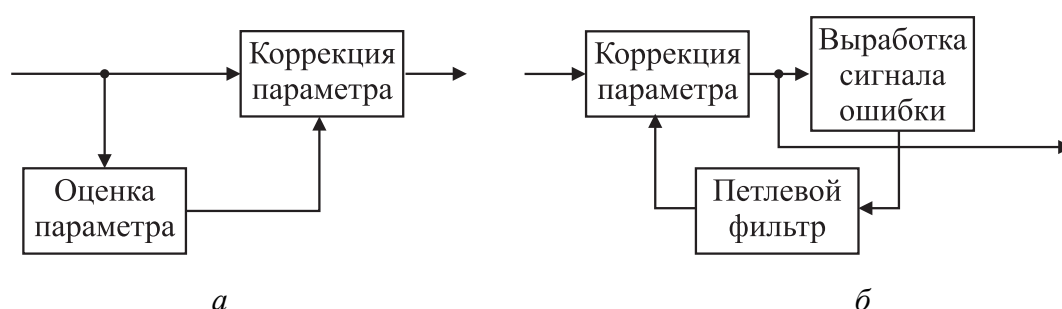 Коррекция
параметра
Оценка
параметра
а
Коррекция
параметра
Выработка
сигнала
ошибки
Петлевой
фильтр
б